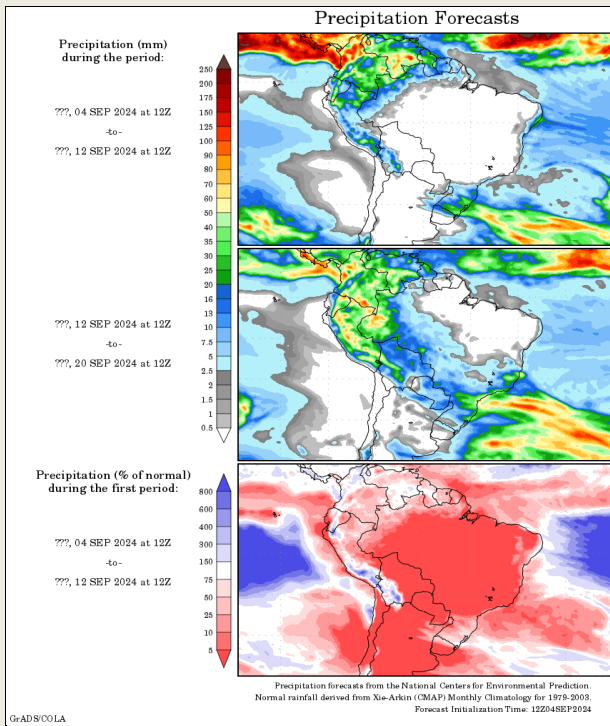 Precipitation Forecasts
Precipitation (mm)
during the period:
???, 04 SEP 2024 at 12Z
-to-
???, 12 SEP 2024 at 12Z
250
200
175
150
125
100
90
80
70
60
50
40
35
30
25
20
16
13
10
7.5
5
2.5
2
1.5
1
0.5
???, 12 SEP 2024 at 12Z
-to-
???, 20 SEP 2024 at 12Z
Precipitation (% of normal)
during the first period:
???, 04 SEP 2024 at 12Z
-to-
???, 12 SEP 2024 at 12Z
800
600
400
300
150
75
50
25
10
5
Precipitation forecasts from the National Centers for Environmental Prediction.
Normal rainfall derived from Xie-Arkin (CMAP) Monthly Climatology for 1979-2003.
Forecast Initialization Time: 12Z04SEP2024
GrADS/COLA